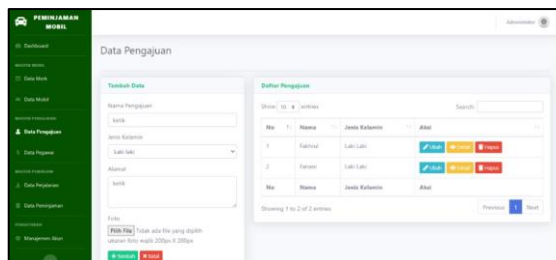 PEMINJAMAN
MOBIL
Administrator
Dashboard
Data Merk
Data Mobil
Data Pengajuan
Data Pegawai
Data Perjalanan
Data Peminjaman
Manajemen Akun
Data Pengajuan
Tambah Data
Nama Pengajuan
ketik
Jenis Kelamin
Laki laki
Alamat
ketik
Foto
Pilih File Tidak ada file yang dipilih
ukuran foto wajib 200px X 200px
+ Tambah × Batal
Daftar Pengajuan
Show 10 entries
Search:
No Nama Jenis Kelamin Aksi
1 Laki Laki Ubah Detail Hapus
2 Laki Laki Ubah Detail Hapus
No Nama Jenis Kelamin Aksi
Showing 1 to 2 of 2 entries
Previous 1 Next